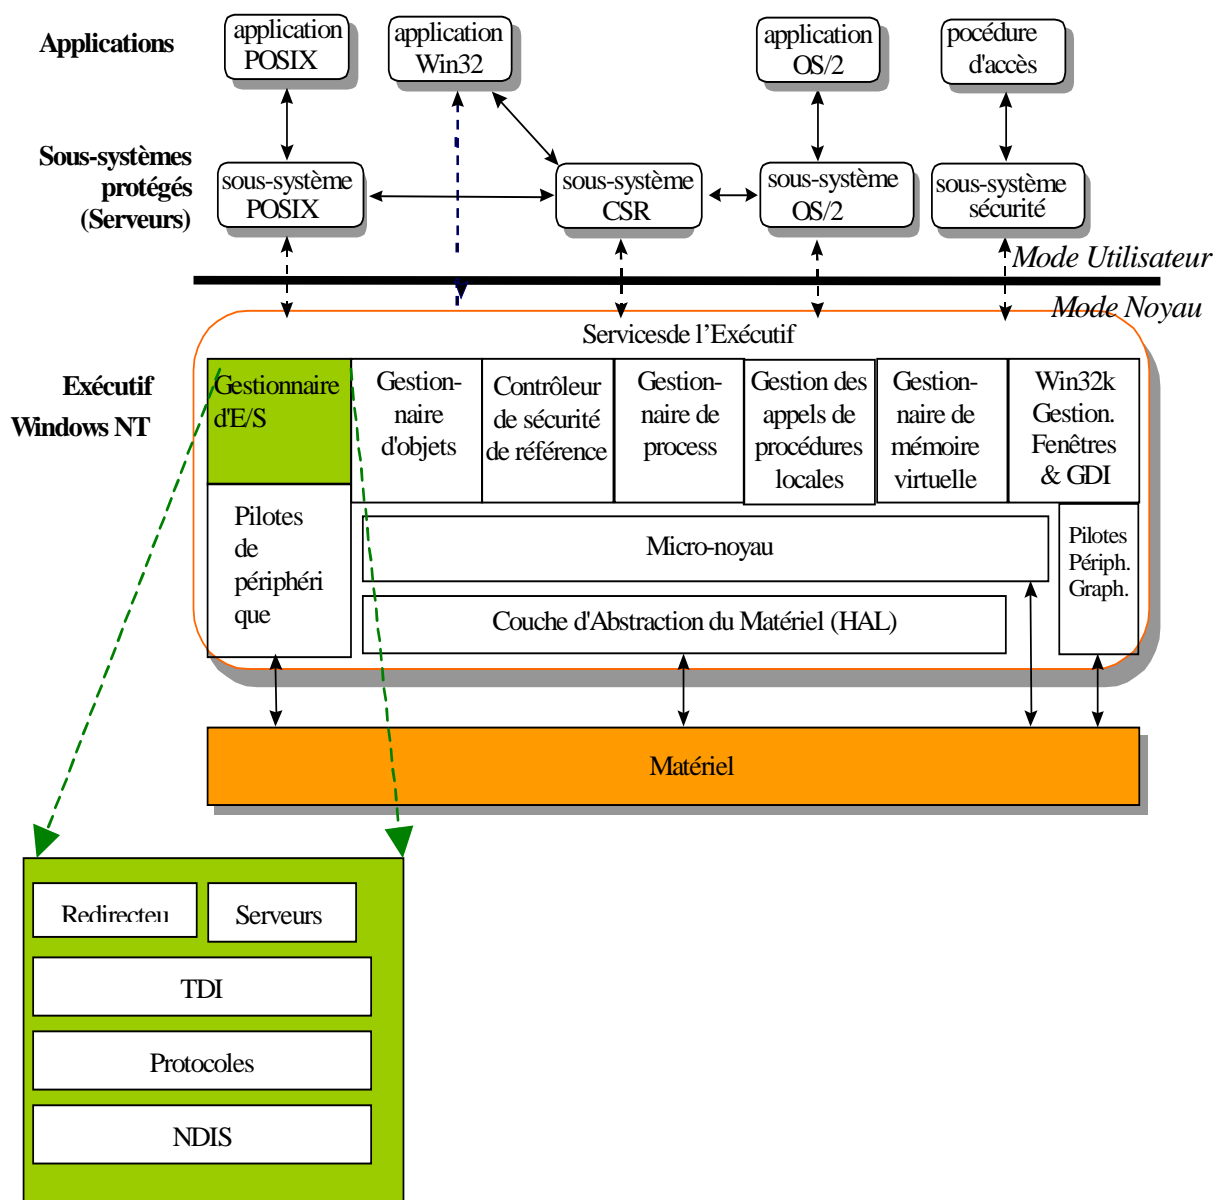 Applications
application
POSIX
application
Win32
application
OS/2
pocédure
d'accès
Sous-systèmes
protégés
(Serveurs)
sous-système
POSIX
sous-système
CSR
sous-système
OS/2
sous-système
sécurité
Mode Utilisateur
Mode Noyau
Servicesde l'Exécutif
Exécutif
Windows NT
Gestionnaire
d'E/S
Gestion-
naire
d'objets
Contrôleur
de sécurité
de référence
Gestion-
naire de
process
Gestion des
appels de
procédures
locales
Gestion-
naire de
mémoire
virtuelle
Win32k
Gestion.
Fenêtres
& GDI
Pilotes
de
périphéri
que
Micro-noyau
Couche d'Abstraction du Matériel (HAL)
Pilotes
Périph.
Graph.
Matériel
Redirecteu
Serveurs
TDI
Protocoles
NDIS